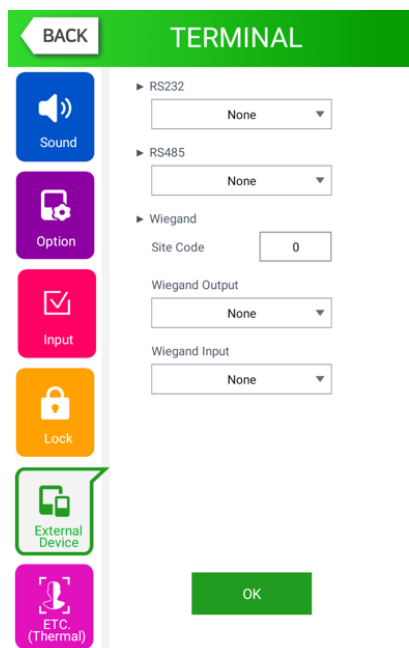 BACK
TERMINAL
Sound
Option
Input
Lock
External
Device
ETC.
(Thermal)
► RS232
None
► RS485
None
► Wiegand
Site Code 0
Wiegand Output
None
Wiegand Input
None
OK